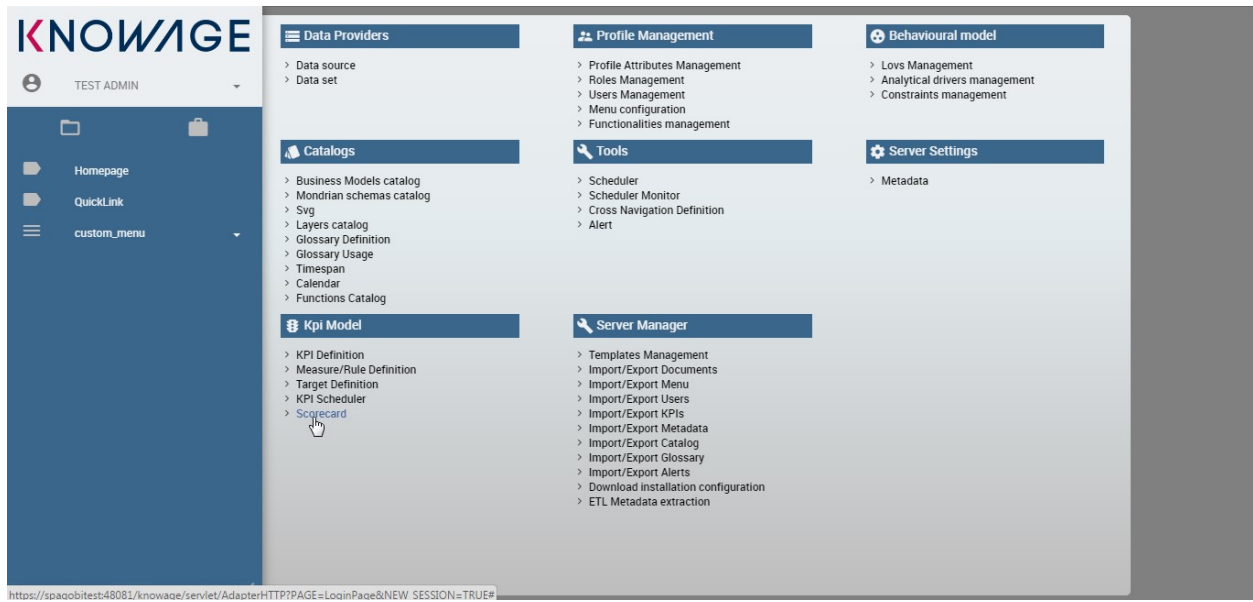 KNOWAGE
TEST ADMIN
Homepage
QuickLink
custom_menu
Data Providers
> Data source
> Data set
Profile Management
> Profile Attributes Management
> Roles Management
> Users Management
> Menu configuration
> Functionalities management
Behavioural model
> Lovs Management
> Analytical drivers management
> Constraints management
Catalogs
> Business Models catalog
> Mondrian schemas catalog
> Svg
> Layers catalog
> Glossary Definition
> Glossary Usage
> Timespan
> Calendar
> Functions Catalog
Tools
> Scheduler
> Scheduler Monitor
> Cross Navigation Definition
> Alert
Server Settings
> Metadata
Kpi Model
> KPI Definition
> Measure/Rule Definition
> Target Definition
> KPI Scheduler
> Scorecard
Server Manager
> Templates Management
> Import/Export Documents
> Import/Export Menu
> Import/Export Users
> Import/Export KPIs
> Import/Export Metadata
> Import/Export Catalog
> Import/Export Glossary
> Import/Export Alerts
> Download installation configuration
> ETL Metadata extraction
https://spagobitest:48081/knowage/servlet/AdapterHTTP?PAGE=LoginPage&NEW_SESSION=TRUE#